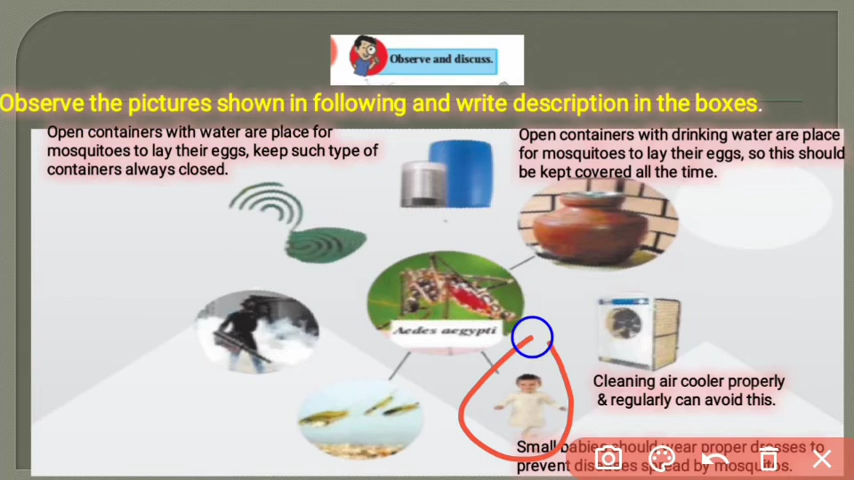 Observe and discuss.
Observe the pictures shown in following and write description in the boxes.
Open containers with water are place for
mosquitoes to lay their eggs, keep such type of
containers always closed.
Open containers with drinking water are place
for mosquitoes to lay their eggs, so this should
be kept covered all the time.
Aedes aegypti
Cleaning air cooler properly
& regularly can avoid this.
Small babies should wear proper dresses to
prevent diseases spread by mosquitos.